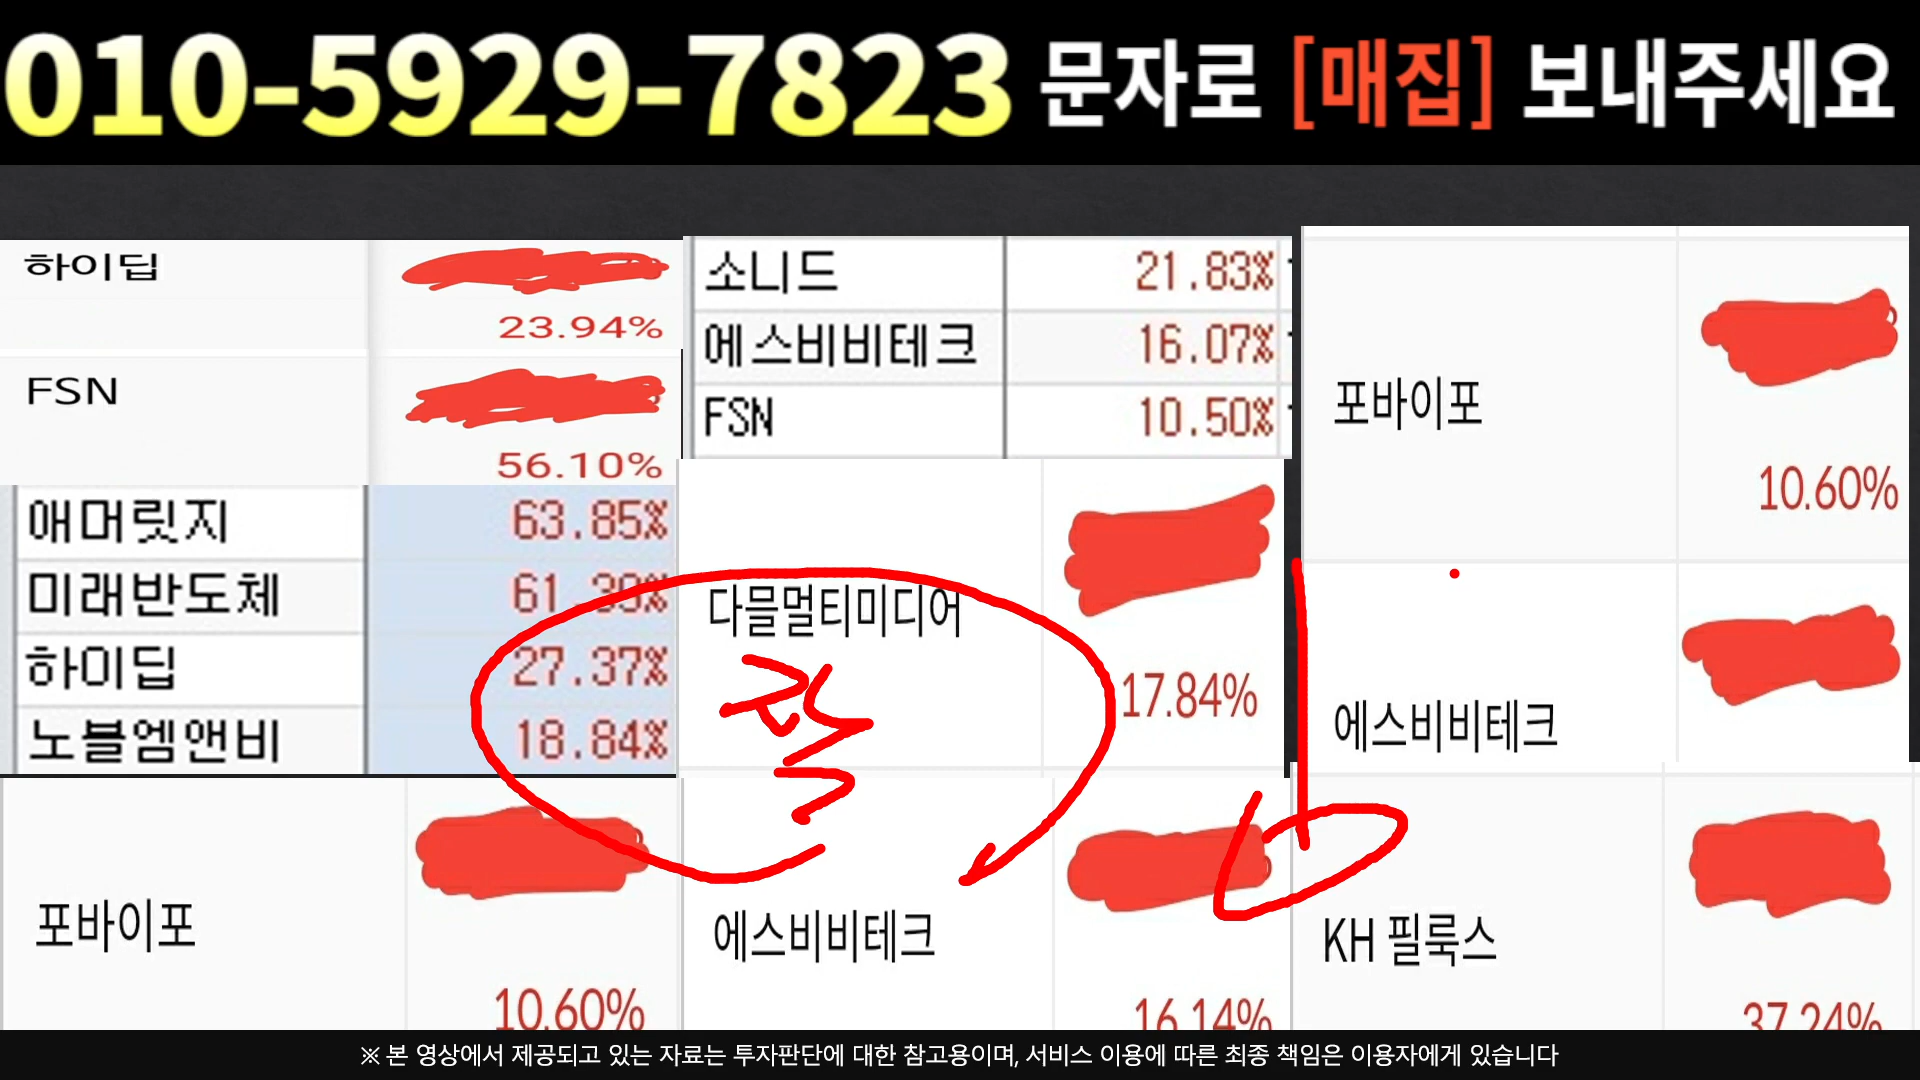 010-5929-7823 문자로 [매집] 보내주세요
하이딥
23.94%
FSN
56.10%
애머릿지 63.85%
미래반도체 61.39%
하이딥 27.37%
노블엠앤비 18.84%
소니드 21.83%
에스비비테크 16.07%
FSN 10.50%
다믈멀티미디어
17.84%
포바이포
10.60%
에스비비테크
포바이포
10.60%
에스비비테크
16.14%
KH 필룩스
37.24%
※ 본 영상에서 제공되고 있는 자료는 투자판단에 대한 참고용이며, 서비스 이용에 따른 최종 책임은 이용자에게 있습니다